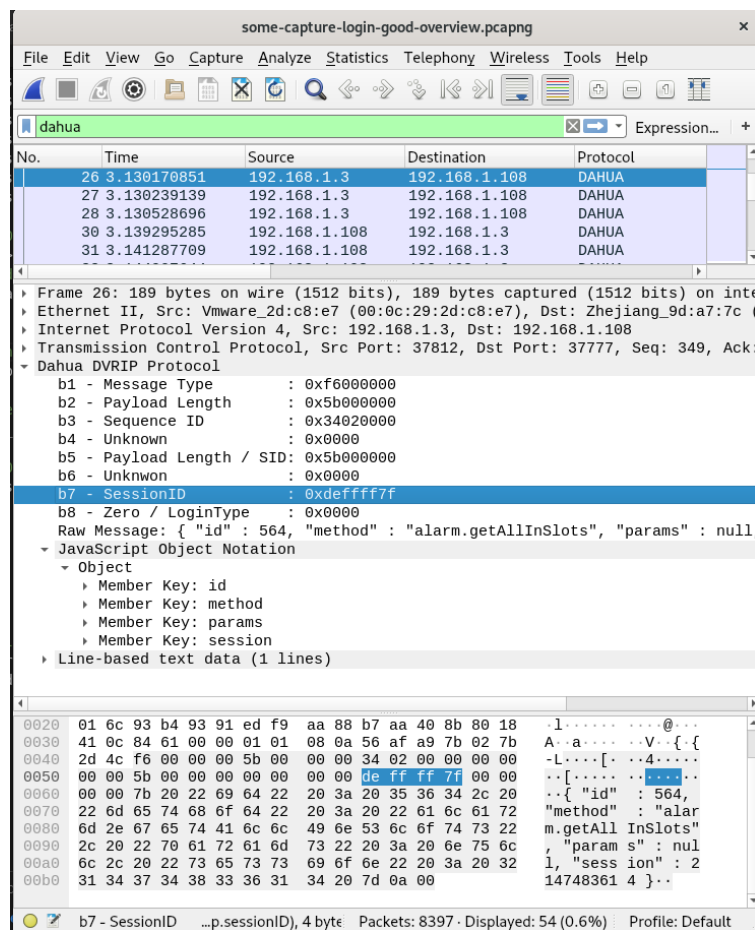 some-capture-login-good-overview.pcapng ×
File Edit View Go Capture Analyze Statistics Telephony Wireless Tools Help
dahua Expression... +
No. Time Source Destination Protocol
26 3.130170851 192.168.1.3 192.168.1.108 DAHUA
27 3.130239139 192.168.1.3 192.168.1.108 DAHUA
28 3.130528696 192.168.1.3 192.168.1.108 DAHUA
30 3.139295285 192.168.1.108 192.168.1.3 DAHUA
31 3.141287709 192.168.1.108 192.168.1.3 DAHUA
Frame 26: 189 bytes on wire (1512 bits), 189 bytes captured (1512 bits) on inte
Ethernet II, Src: Vmware_2d:c8:e7 (00:0c:29:2d:c8:e7), Dst: Zhejiang_9d:a7:7c (
Internet Protocol Version 4, Src: 192.168.1.3, Dst: 192.168.1.108
Transmission Control Protocol, Src Port: 37812, Dst Port: 37777, Seq: 349, Ack:
Dahua DVRIP Protocol
b1 - Message Type : 0xf6000000
b2 - Payload Length : 0x5b000000
b3 - Sequence ID : 0x34020000
b4 - Unknown : 0x0000
b5 - Payload Length / SID: 0x5b000000
b6 - Unknwon : 0x0000
b7 - SessionID : 0xdeffff7f
b8 - Zero / LoginType : 0x0000
Raw Message: { "id" : 564, "method" : "alarm.getAllInSlots", "params" : null
JavaScript Object Notation
Object
Member Key: id
Member Key: method
Member Key: params
Member Key: session
Line-based text data (1 lines)
0020 01 6c 93 b4 93 91 ed f9 aa 88 b7 aa 40 8b 80 18 ·l······ ····@···
0030 41 0c 84 61 00 00 01 01 08 0a 56 af a9 7b 02 7b A··a···· ··V··{·{
0040 2d 4c f6 00 00 00 5b 00 00 00 34 02 00 00 00 00 -L····[· ··4·····
0050 00 00 5b 00 00 00 00 00 00 00 de ff ff 7f 00 00 ··[····· ········
0060 00 00 7b 20 22 69 64 22 20 3a 20 35 36 34 2c 20 ··{ "id" : 564,
0070 22 6d 65 74 68 6f 64 22 20 3a 20 22 61 6c 61 72 "method" : "alar
0080 6d 2e 67 65 74 41 6c 6c 49 6e 53 6c 6f 74 73 22 m.getAll InSlots"
0090 2c 20 22 70 61 72 61 6d 73 22 20 3a 20 6e 75 6c , "param s" : nul
00a0 6c 2c 20 22 73 65 73 73 69 6f 6e 22 20 3a 20 32 l, "sess ion" : 2
00b0 31 34 37 34 38 33 36 31 34 20 7d 0a 00 14748361 4 }··
b7 - SessionID ...p.sessionID), 4 byte Packets: 8397 · Displayed: 54 (0.6%) Profile: Default